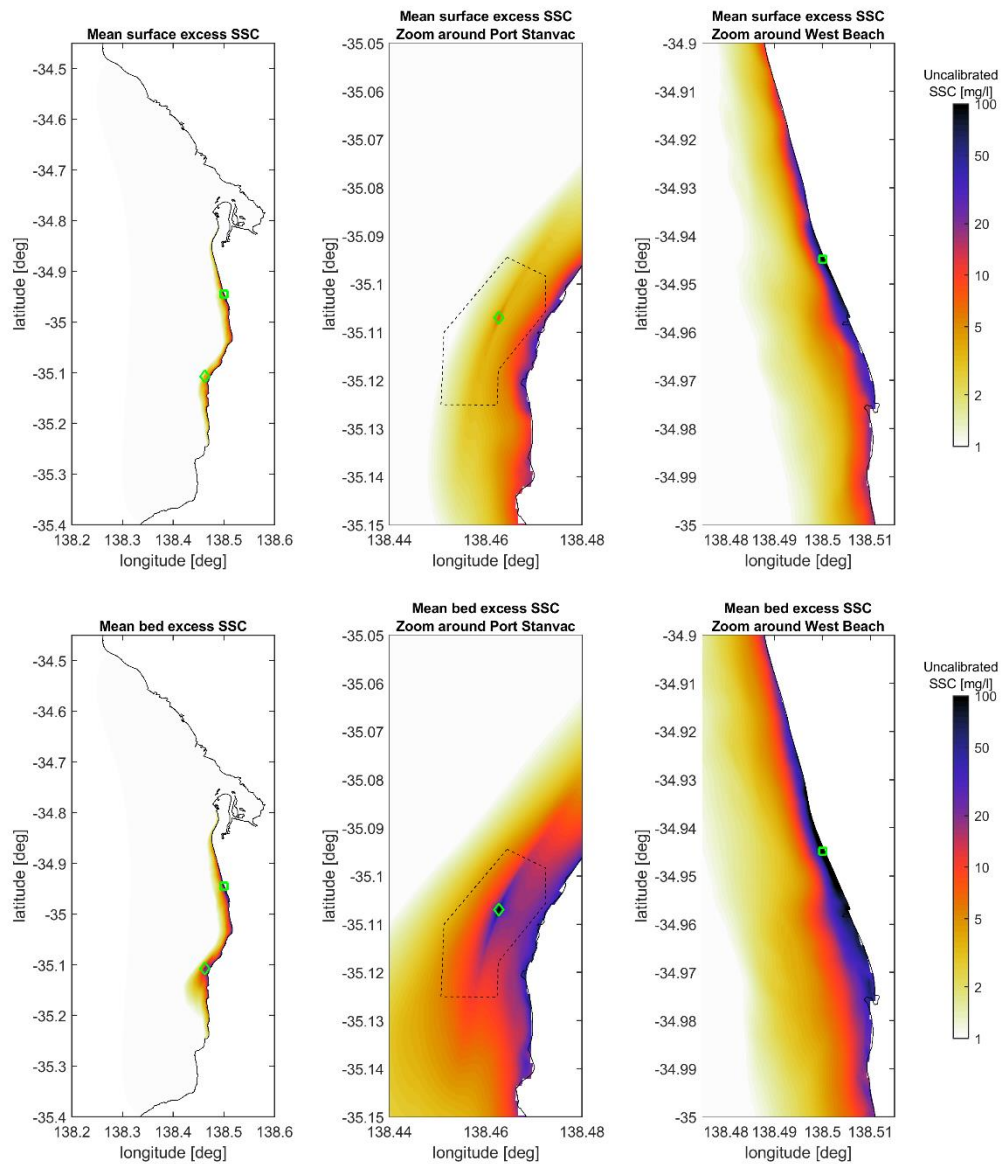 Mean surface excess SSC
-34.5
-34.6
-34.7
-34.8
-34.9
-35
-35.1
-35.2
-35.3
-35.4
138.2 138.3 138.4 138.5 138.6
longitude [deg]
latitude [deg]
Mean surface excess SSC
Zoom around Port Stanvac
-35.05
-35.06
-35.07
-35.08
-35.09
-35.1
-35.11
-35.12
-35.13
-35.14
-35.15
138.44 138.46 138.48
longitude [deg]
latitude [deg]
Mean surface excess SSC
Zoom around West Beach
-34.9
-34.91
-34.92
-34.93
-34.94
-34.95
-34.96
-34.97
-34.98
-34.99
-35
138.48 138.49 138.5 138.51
longitude [deg]
latitude [deg]
Uncalibrated
SSC [mg/l]
100
50
20
10
5
2
1
Mean bed excess SSC
-34.5
-34.6
-34.7
-34.8
-34.9
-35
-35.1
-35.2
-35.3
-35.4
138.2 138.3 138.4 138.5 138.6
longitude [deg]
latitude [deg]
Mean bed excess SSC
Zoom around Port Stanvac
-35.05
-35.06
-35.07
-35.08
-35.09
-35.1
-35.11
-35.12
-35.13
-35.14
-35.15
138.44 138.46 138.48
longitude [deg]
latitude [deg]
Mean bed excess SSC
Zoom around West Beach
-34.9
-34.91
-34.92
-34.93
-34.94
-34.95
-34.96
-34.97
-34.98
-34.99
-35
138.48 138.49 138.5 138.51
longitude [deg]
latitude [deg]
Uncalibrated
SSC [mg/l]
100
50
20
10
5
2
1